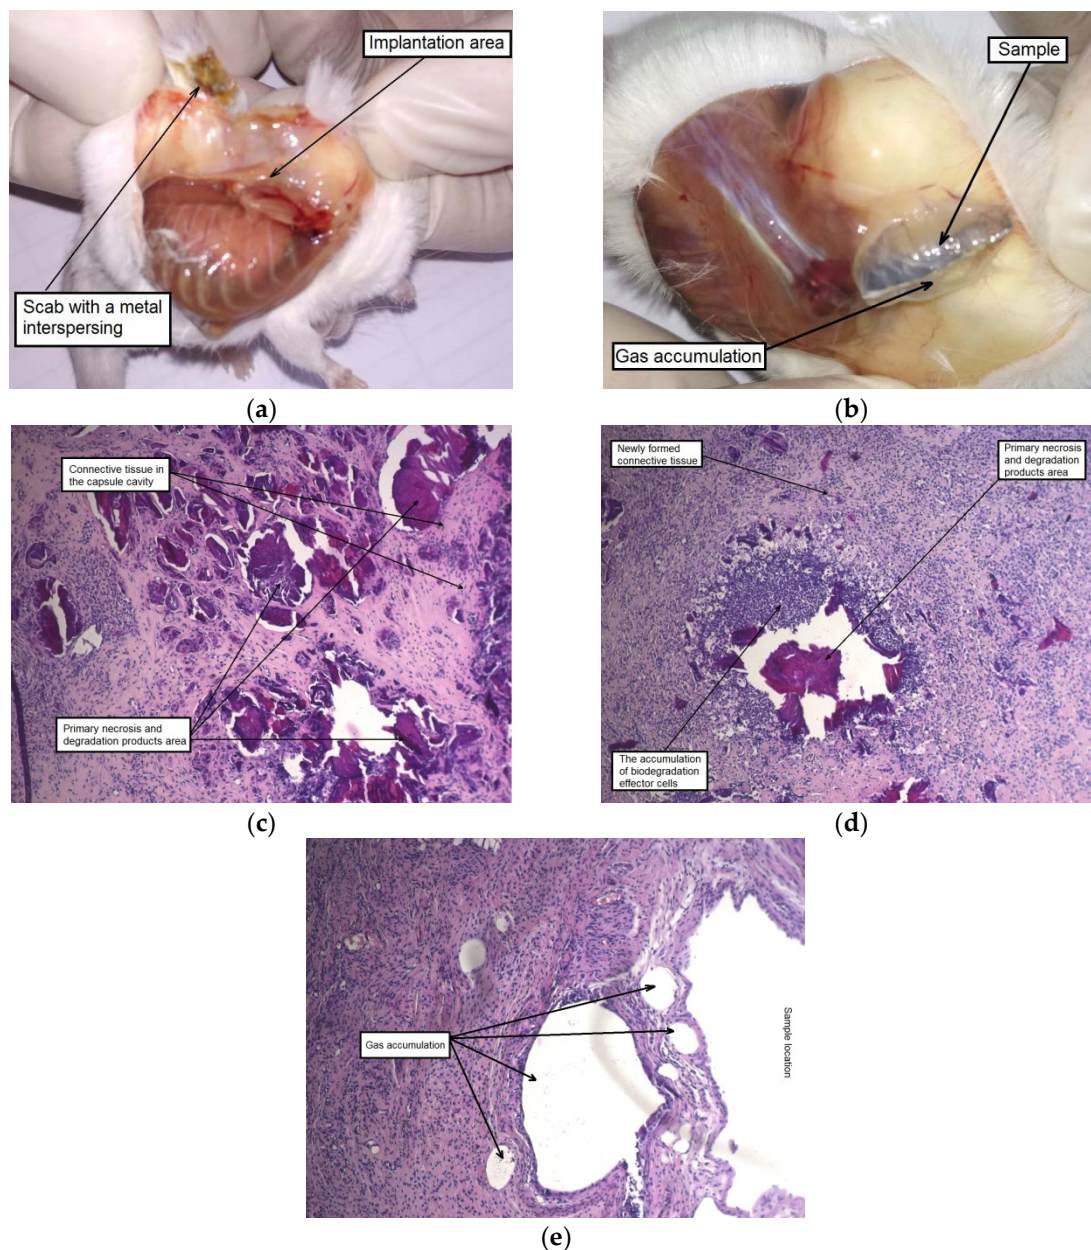 Implantation area
Scab with a metal
interspersing
(a)
Sample
Gas accumulation
(b)
Connective tissue in
the capsule cavity
Primary necrosis and
degradation products area
(c)
Newly formed
connective tissue
Primary necrosis
and degradation
products area
The accumulation
of biodegradation
effector cells
(d)
Gas accumulation
Sample location
(e)